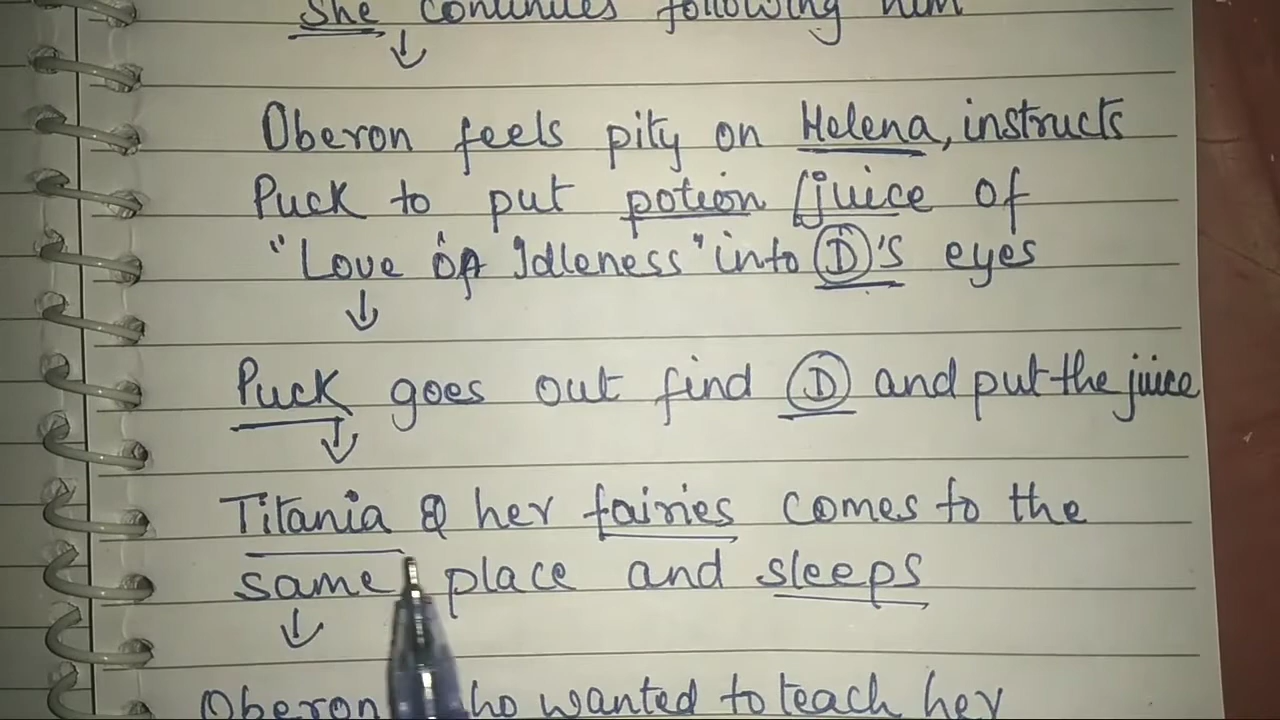 She continues following him
↓
Oberon feels pity on Helena, instructs
Puck to put potion /juice of
"Love of Idleness" into D's eyes
↓
Puck goes out find D and put the juice
↓
Titania & her fairies comes to the
same place and sleeps
↓
Oberon who wanted to teach her